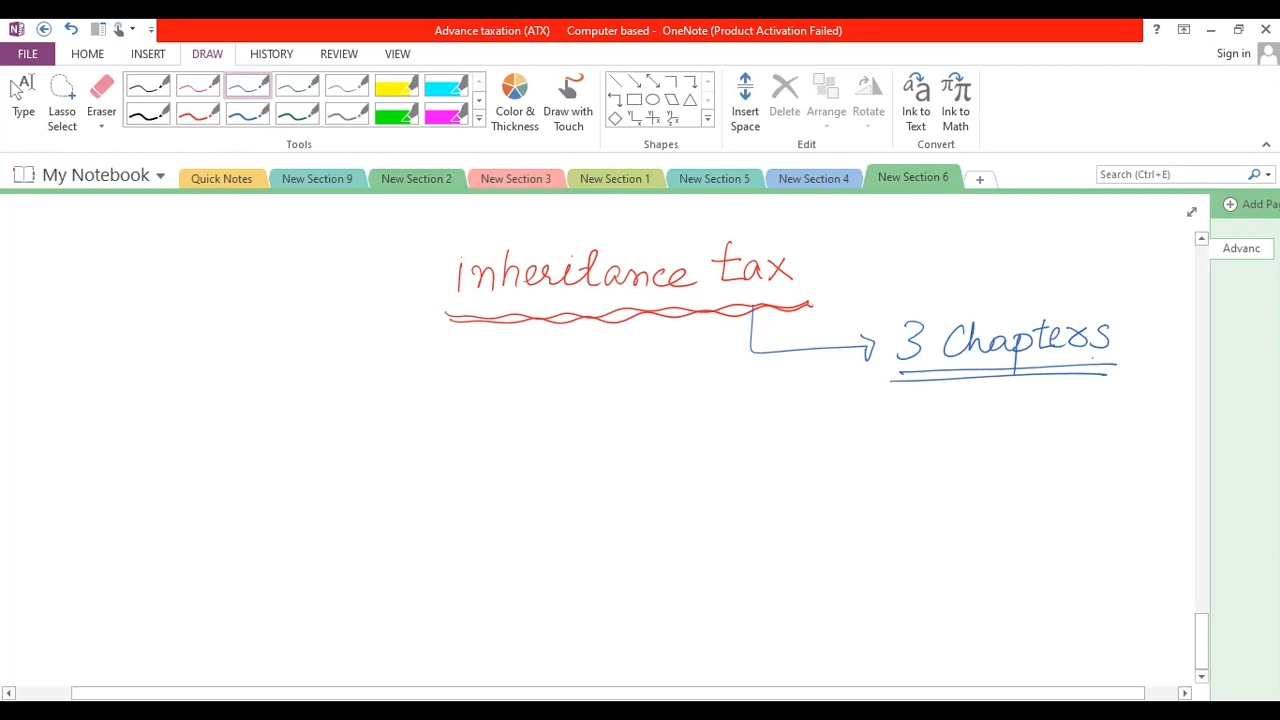 Advance taxation (ATX) Computer based - OneNote (Product Activation Failed)
FILE HOME INSERT DRAW HISTORY REVIEW VIEW Sign in
Type Lasso Select Eraser Color & Thickness Draw with Touch Insert Space Delete Arrange Rotate Ink to Text Ink to Math
Tools Shapes Edit Convert
My Notebook Quick Notes New Section 9 New Section 2 New Section 3 New Section 1 New Section 5 New Section 4 New Section 6 Search (Ctrl+E)
Add Pag
Advanc
inheritance tax
3 Chapters